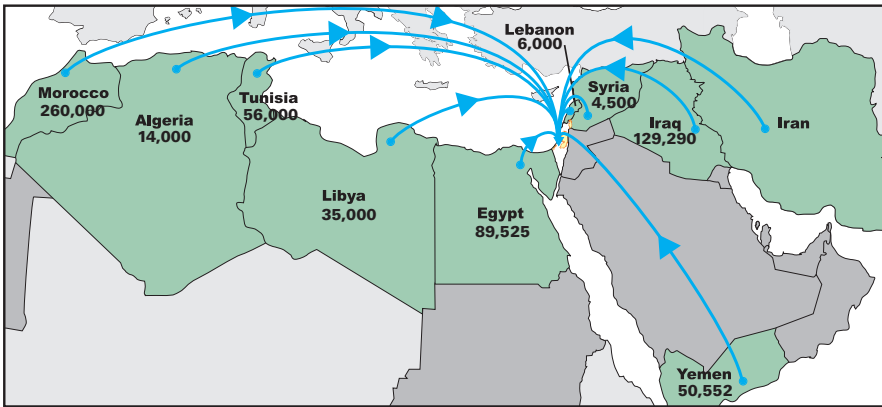 Lebanon
6,000
Morocco
260,000
Algeria
14,000
Tunisia
56,000
Syria
4,500
Iraq
129,290
Iran
Libya
35,000
Egypt
89,525
Yemen
50,552